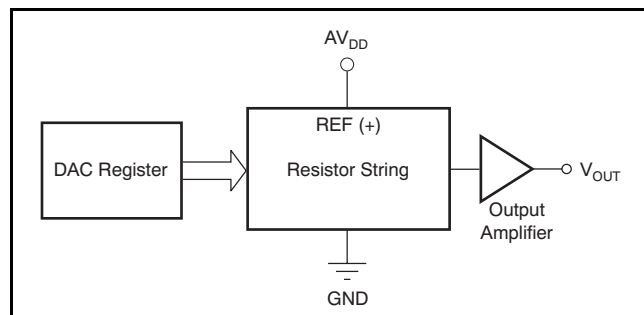 AVDD
REF (+)
DAC Register
Resistor String
VOUT
Output
Amplifier
GND